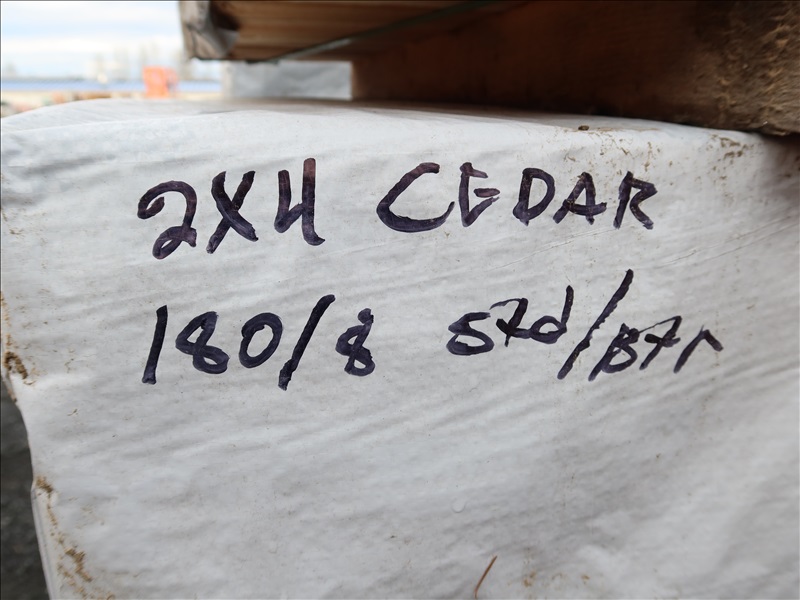 2X4 CEDAR
180/8 STd/BTr